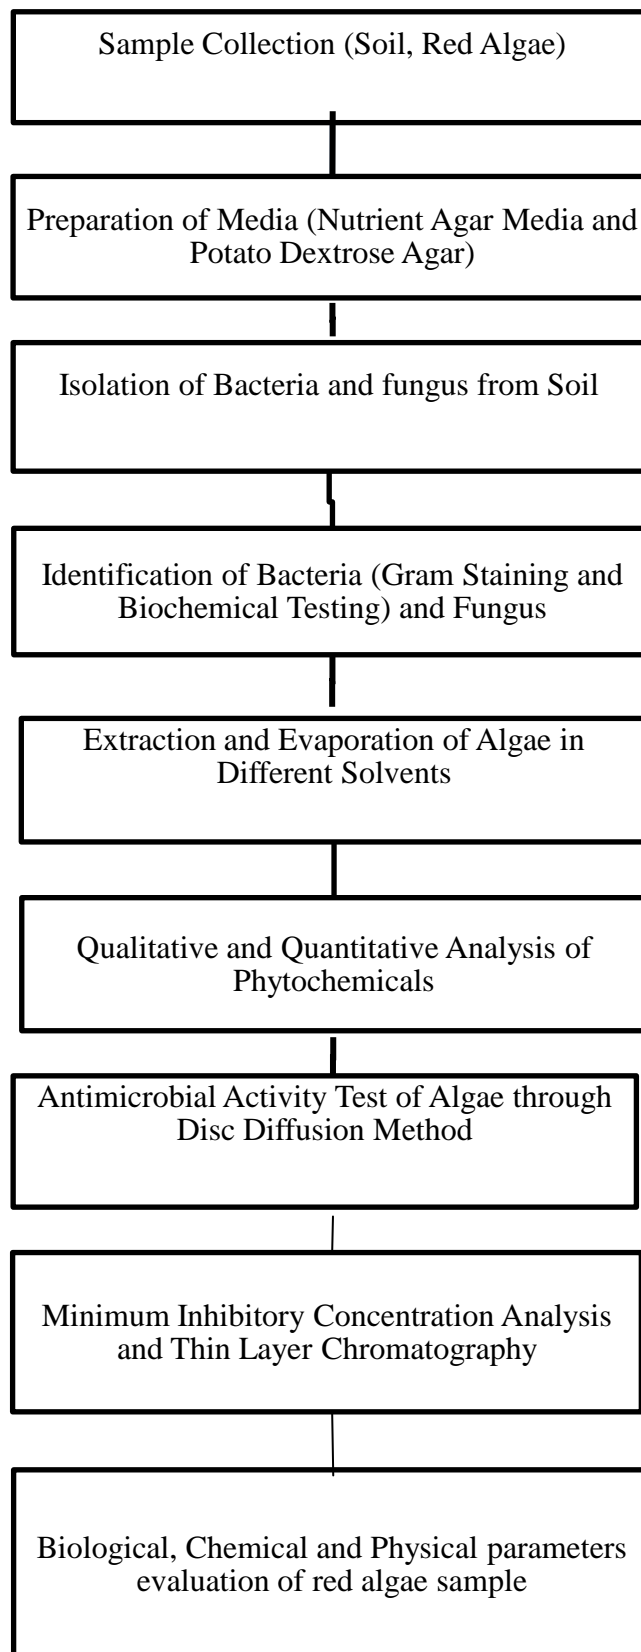 Sample Collection (Soil, Red Algae)
Preparation of Media (Nutrient Agar Media and
Potato Dextrose Agar)
Isolation of Bacteria and fungus from Soil
Identification of Bacteria (Gram Staining and
Biochemical Testing) and Fungus
Extraction and Evaporation of Algae in
Different Solvents
Qualitative and Quantitative Analysis of
Phytochemicals
Antimicrobial Activity Test of Algae through
Disc Diffusion Method
Minimum Inhibitory Concentration Analysis
and Thin Layer Chromatography
Biological, Chemical and Physical parameters
evaluation of red algae sample